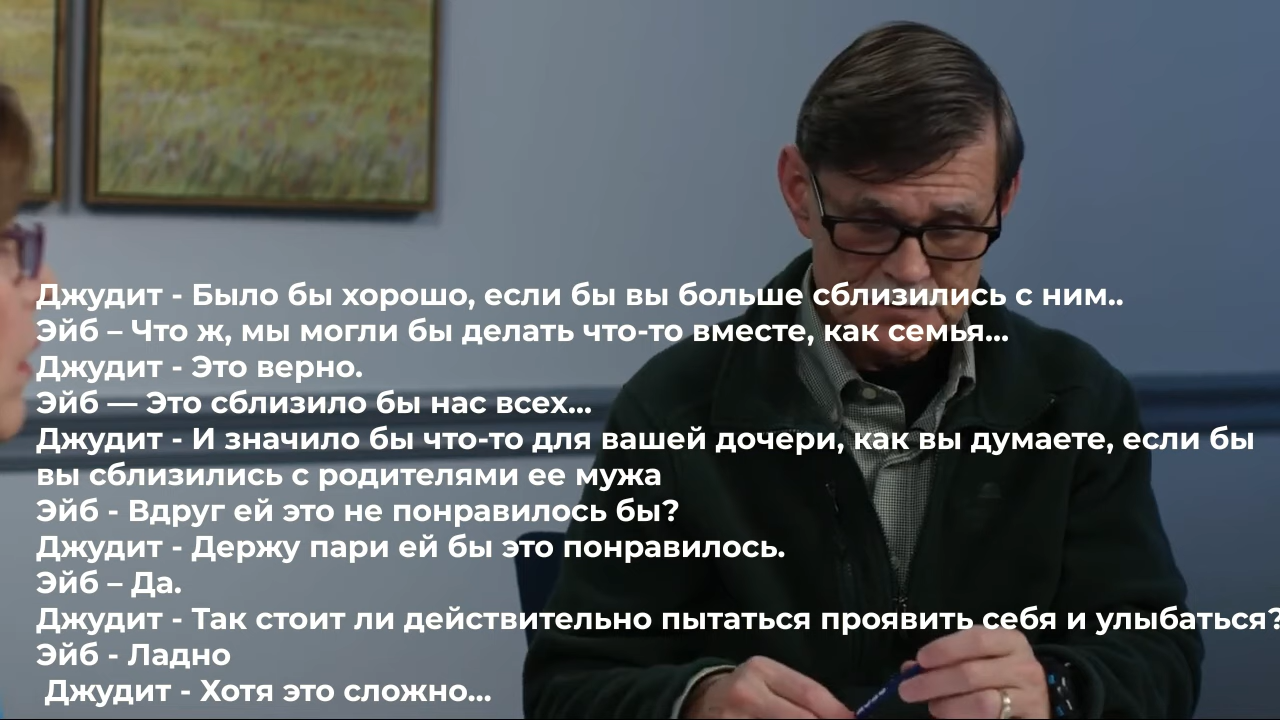 Джудит - Было бы хорошо, если бы вы больше сблизились с ним..
Эйб – Что ж, мы могли бы делать что-то вместе, как семья...
Джудит - Это верно.
Эйб — Это сблизило бы нас всех...
Джудит - И значило бы что-то для вашей дочери, как вы думаете, если бы
вы сблизились с родителями ее мужа
Эйб - Вдруг ей это не понравилось бы?
Джудит - Держу пари ей бы это понравилось.
Эйб – Да.
Джудит - Так стоит ли действительно пытаться проявить себя и улыбаться?
Эйб - Ладно
Джудит - Хотя это сложно...